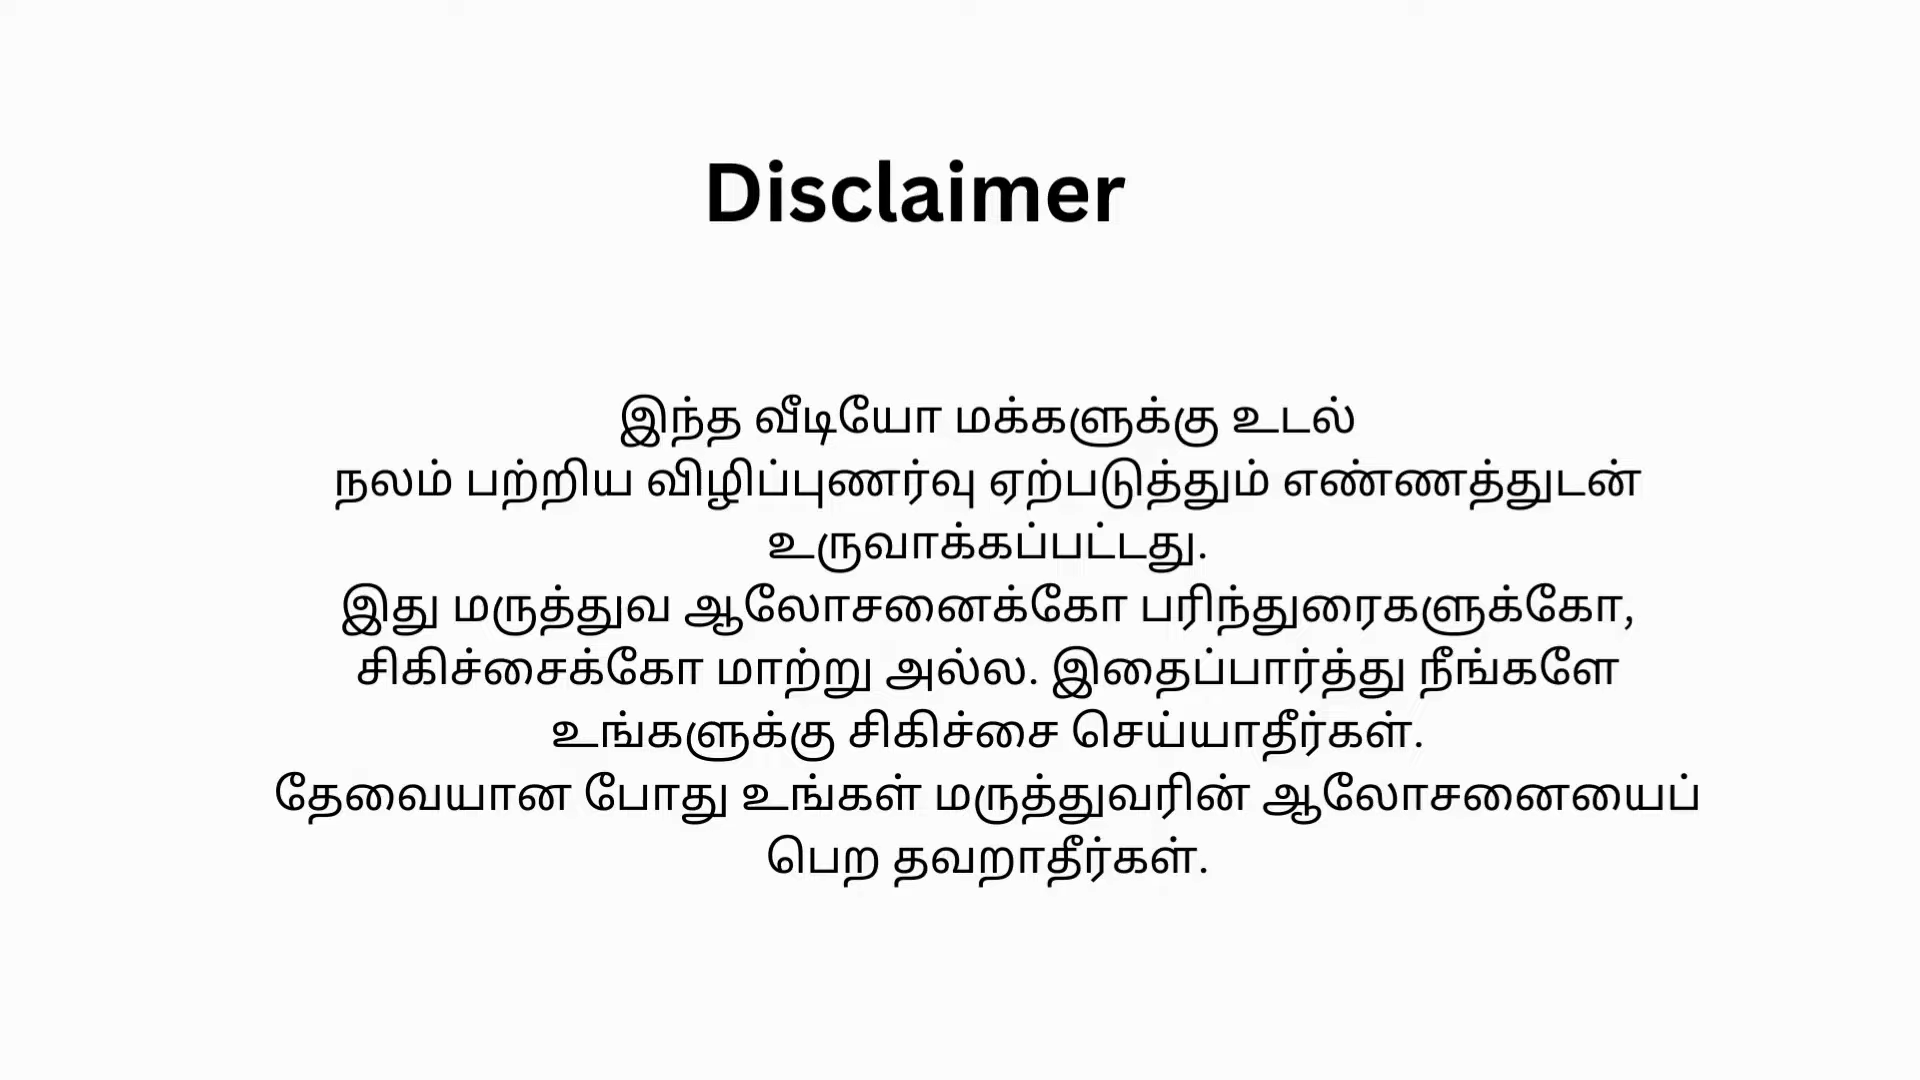 Disclaimer
இந்த வீடியோ மக்களுக்கு உடல்
நலம் பற்றிய விழிப்புணர்வு ஏற்படுத்தும் எண்ணத்துடன்
உருவாக்கப்பட்டது.
இது மருத்துவ ஆலோசனைக்கோ பரிந்துரைகளுக்கோ,
சிகிச்சைக்கோ மாற்று அல்ல. இதைப்பார்த்து நீங்களே
உங்களுக்கு சிகிச்சை செய்யாதீர்கள்.
தேவையான போது உங்கள் மருத்துவரின் ஆலோசனையைப்
பெற தவறாதீர்கள்.